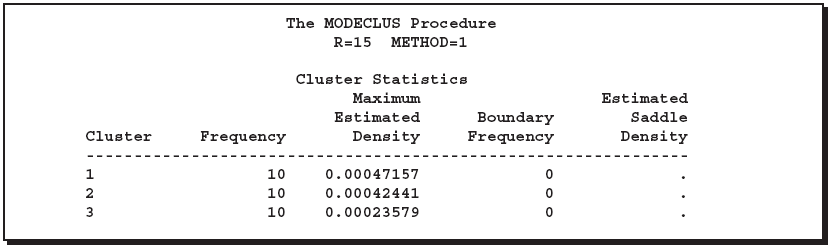 The MODECLUS Procedure
R=15 METHOD=1
Cluster Statistics
Maximum Estimated
Estimated Boundary Saddle
Cluster Frequency Density Frequency Density
-----------------------------------------------------------------
1 10 0.00047157 0 .
2 10 0.00042441 0 .
3 10 0.00023579 0 .